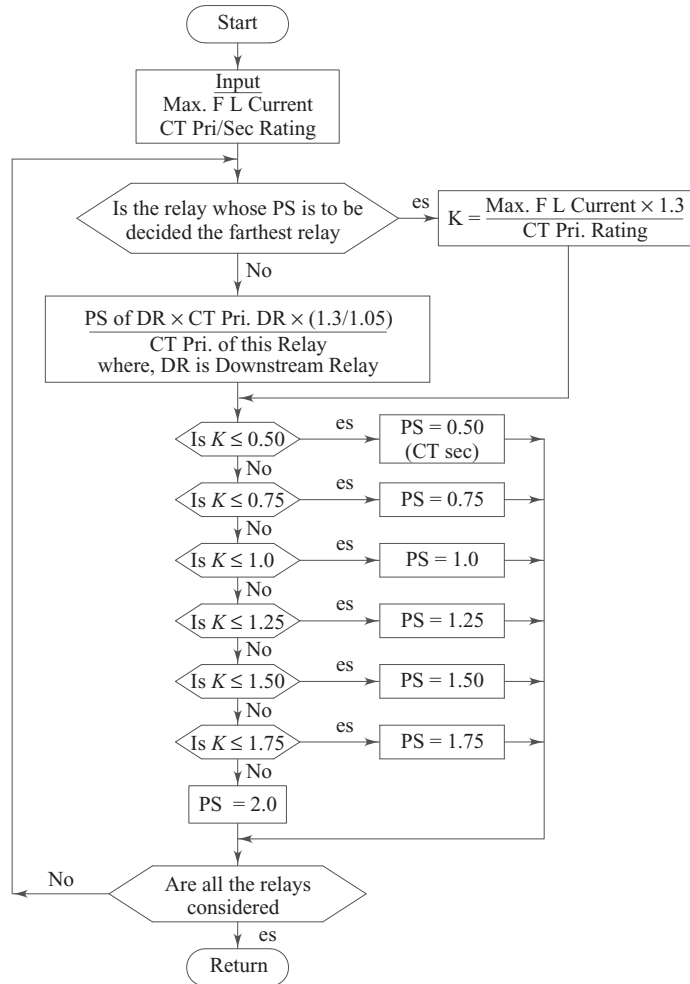 Start
Input
Max. F L Current
CT Pri/Sec Rating
Is the relay whose PS is to be
decided the farthest relay
es
K = Max. F L Current × 1.3
CT Pri. Rating
No
PS of DR × CT Pri. DR × (1.3/1.05)
CT Pri. of this Relay
where, DR is Downstream Relay
Is K ≤ 0.50
es
PS = 0.50
(CT sec)
No
Is K ≤ 0.75
es
PS = 0.75
No
Is K ≤ 1.0
es
PS = 1.0
No
Is K ≤ 1.25
es
PS = 1.25
No
Is K ≤ 1.50
es
PS = 1.50
No
Is K ≤ 1.75
es
PS = 1.75
No
PS = 2.0
No
Are all the relays
considered
es
Return